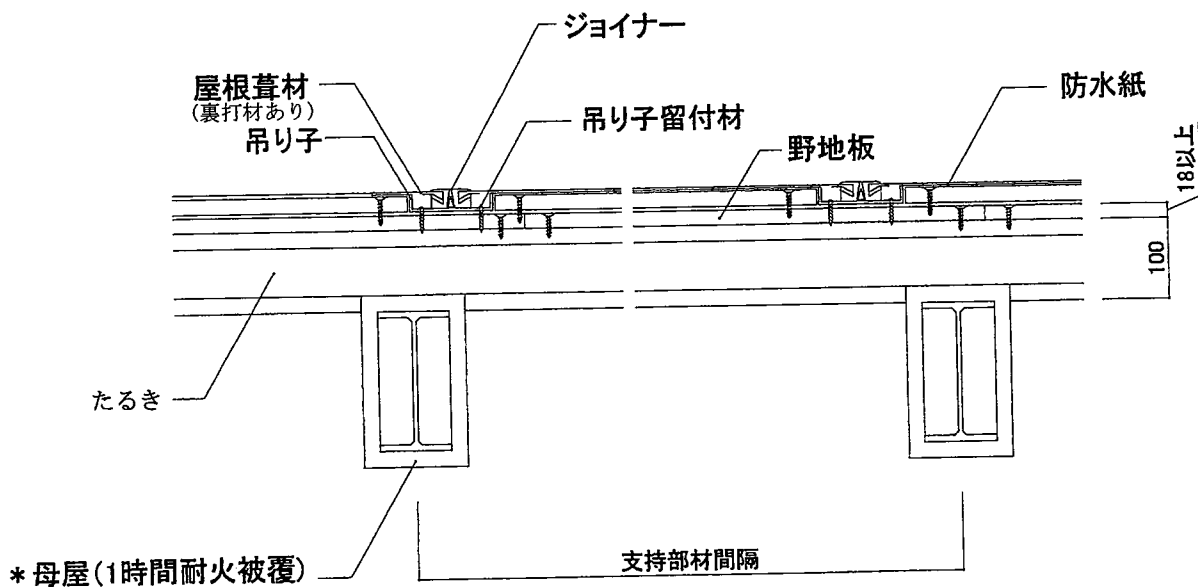 ジョイナー
屋根葺材
(裏打材あり)
吊り子
吊り子留付材
野地板
防水紙
18以上
100
たるき
*母屋(1時間耐火被覆)
支持部材間隔